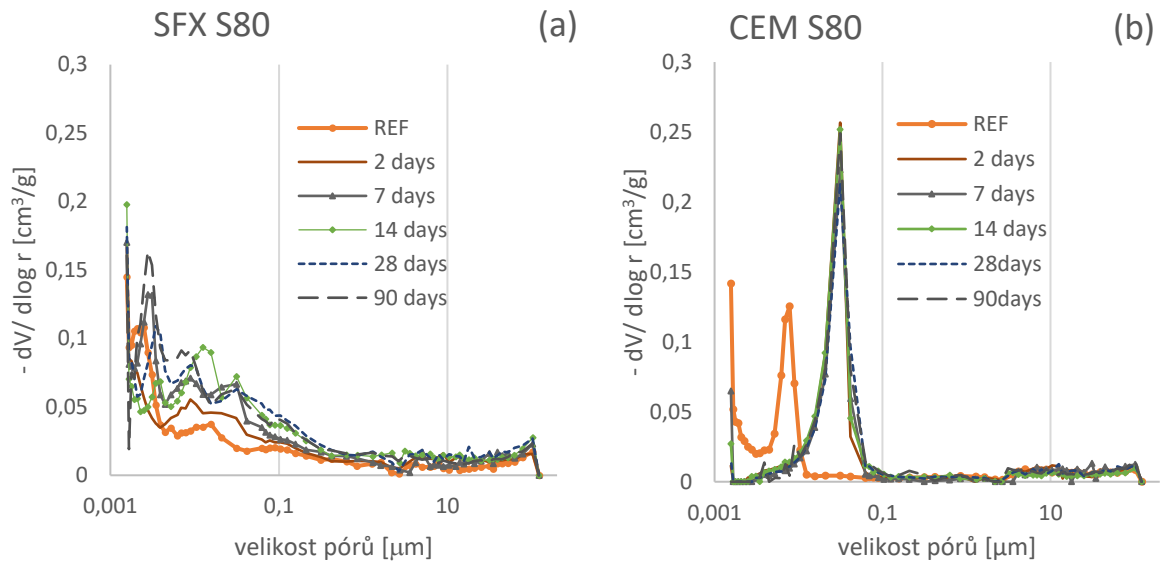 SFX S80
(a)
- dV/ dlog r [cm³/g]
0,3
0,25
0,2
0,15
0,1
0,05
0
0,001
0,1
10
velikost pórů [μm]
REF
2 days
7 days
14 days
28 days
90 days
CEM S80
(b)
- dV/ dlog r [cm³/g]
0,3
0,25
0,2
0,15
0,1
0,05
0
0,001
0,1
10
velikost pórů [μm]
REF
2 days
7 days
14 days
28days
90days